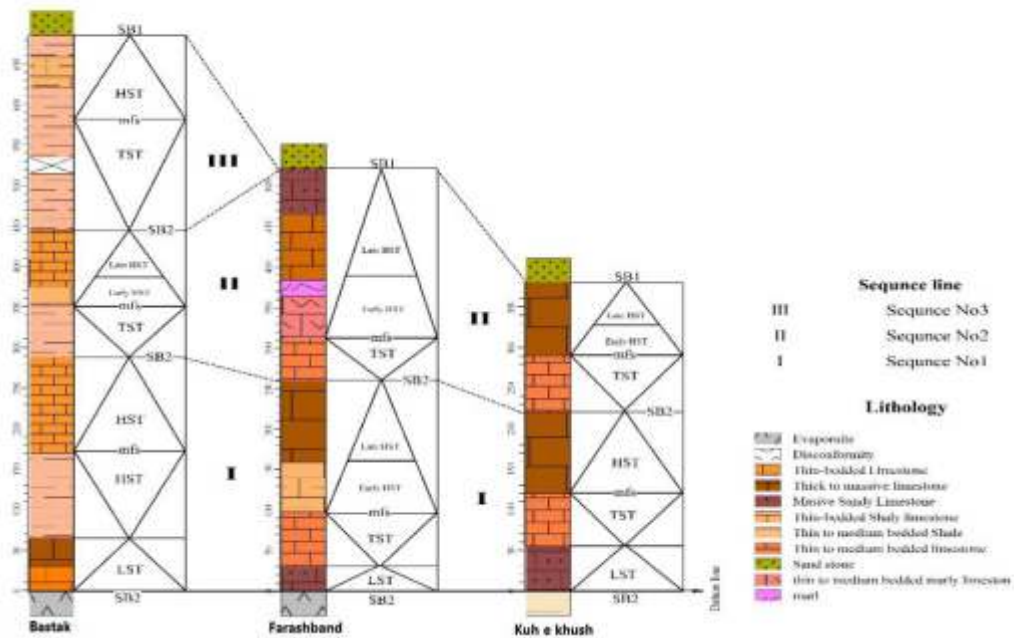 SB1
HST
mfs
TST
III
SB2
Late HST
Early HST
mfs
TST
SB2
HST
mfs
HST
LST
SB2
Bastak
SB1
Late HST
II
Early HST
mfs
TST
SB2
Late HST
I
Early HST
mfs
TST
LST
SB2
Farashband
SB1
Late HST
II
Early HST
mfs
TST
SB2
HST
I
mfs
TST
LST
SB2
Kuh e khush
Datum line
Sequnce line
III Sequnce No3
II Sequnce No2
I Sequnce No1
Lithology
Evaporite
Disconformity
Thin-bedded Limestone
Thick to massive limestone
Massive Sandy Limestone
Thin-bedded Shaly limestone
Thin to medium bedded Shale
Thin to medium bedded limestone
Sand stone
thin to medium bedded marly limeston
marl